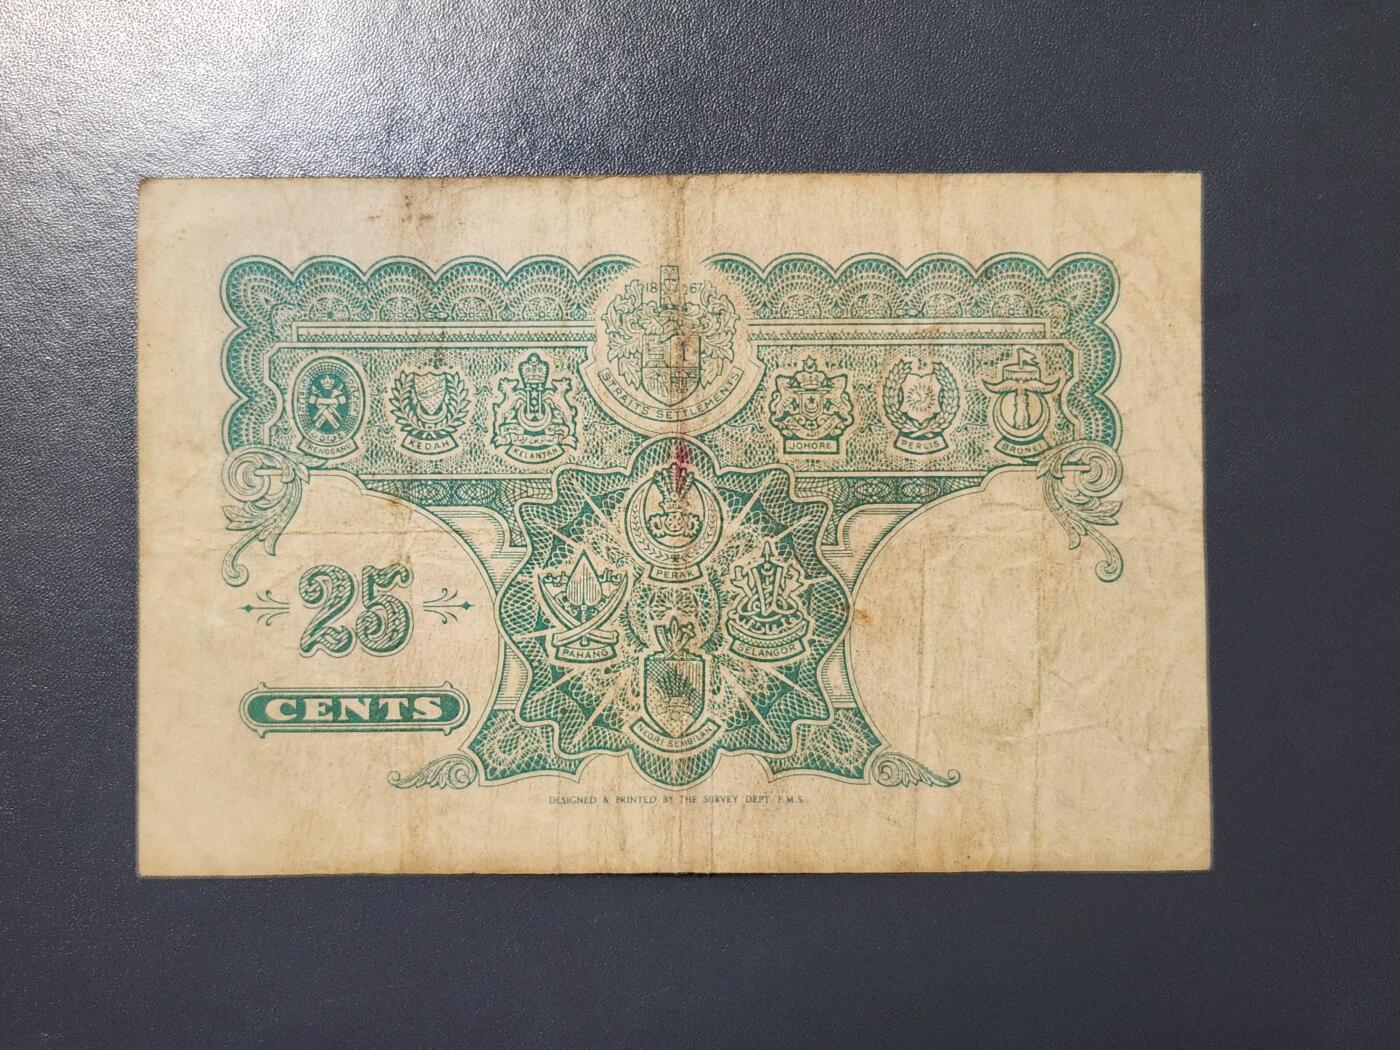 1867
STRAITS SETTLEMENTS
TRENGGANU
KEDAH
KELANTAN
JOHORE
PERLIS
BRUNEI
PERAK
PAHANG
SELANGOR
NEGRI SEMBILAN
25
CENTS
DESIGNED & PRINTED BY THE SURVEY DEPT F.M.S.